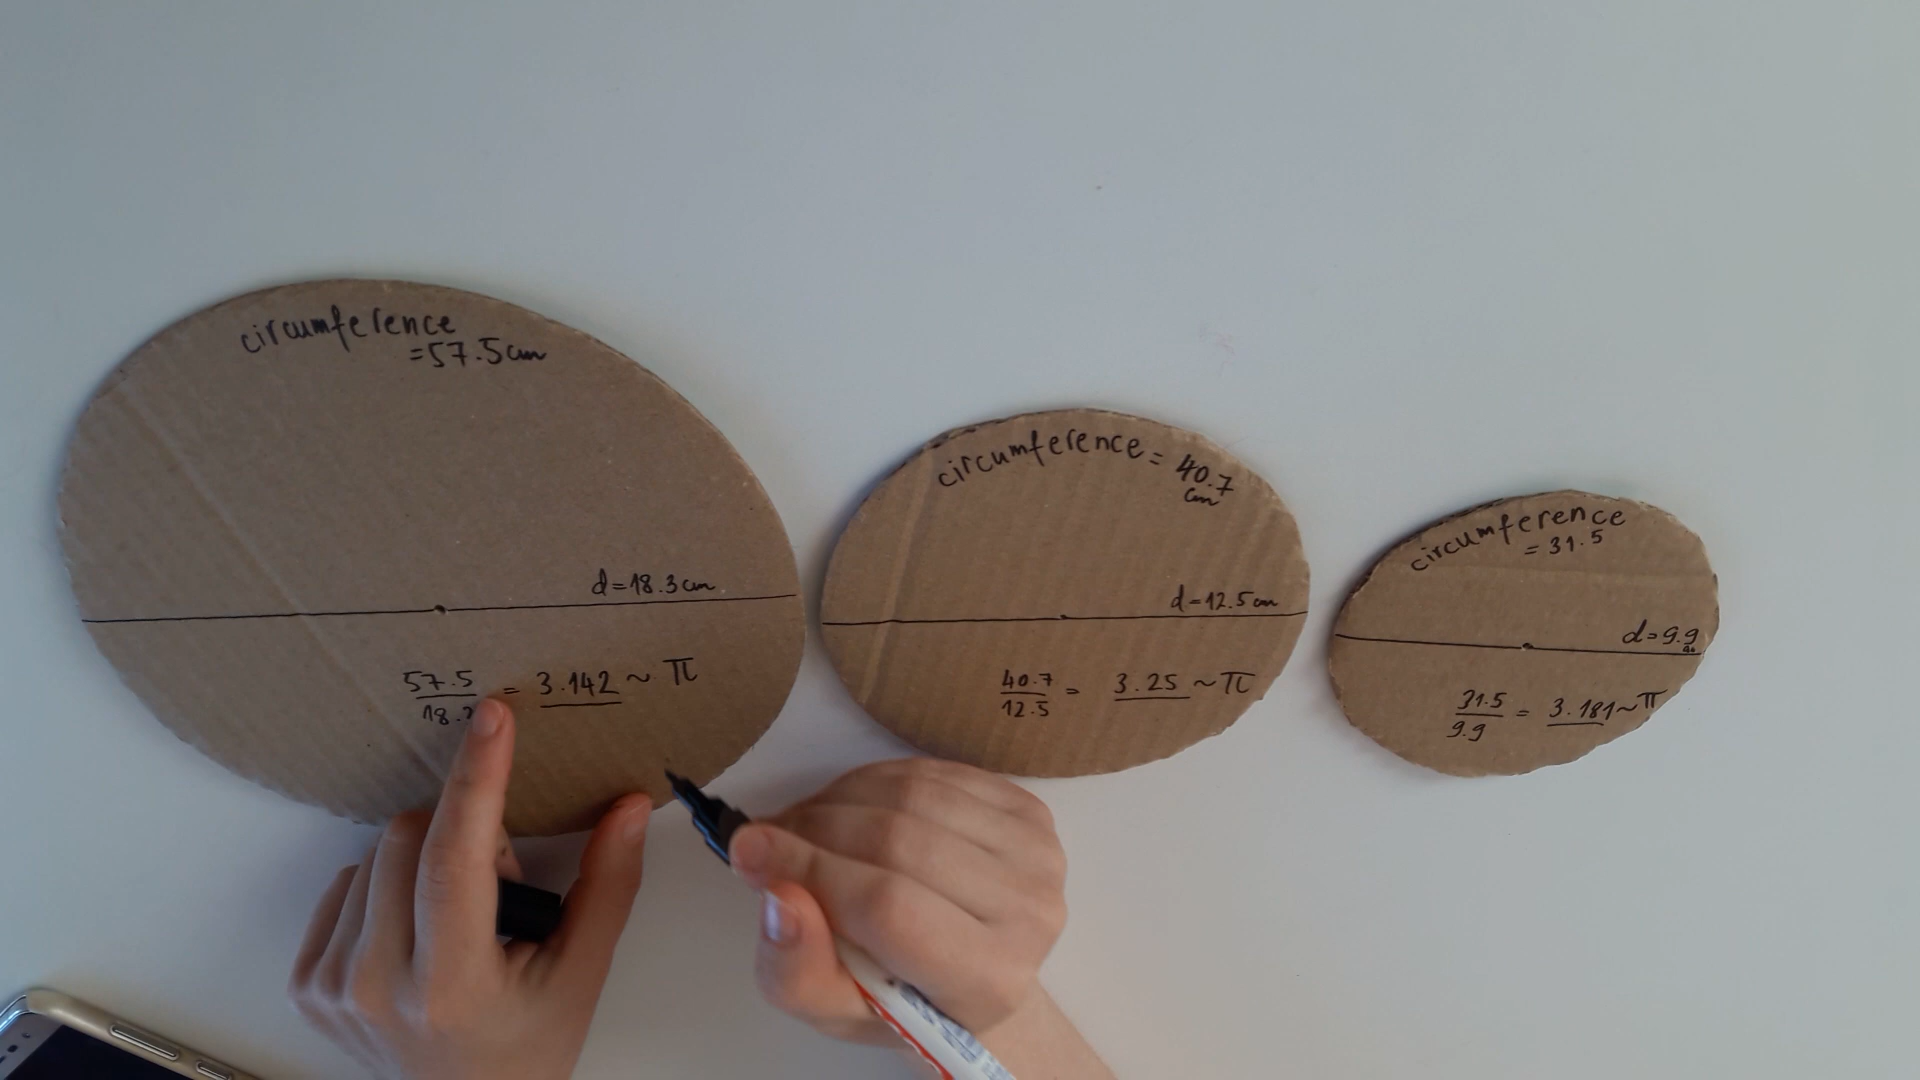 circumference
=57.5cm
d=18.3cm
57.5
18. = 3.142 ~ π
circumference = 40.7
cm
d=12.5cm
40.7
12.5 = 3.25 ~ π
circumference
= 31.5
d=9.9
31.5
9.9 = 3.181 ~ π